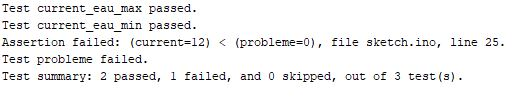 Test current_eau_max passed.
Test current_eau_min passed.
Assertion failed: (current=12) < (probleme=0), file sketch.ino, line 25.
Test probleme failed.
Test summary: 2 passed, 1 failed, and 0 skipped, out of 3 test(s).